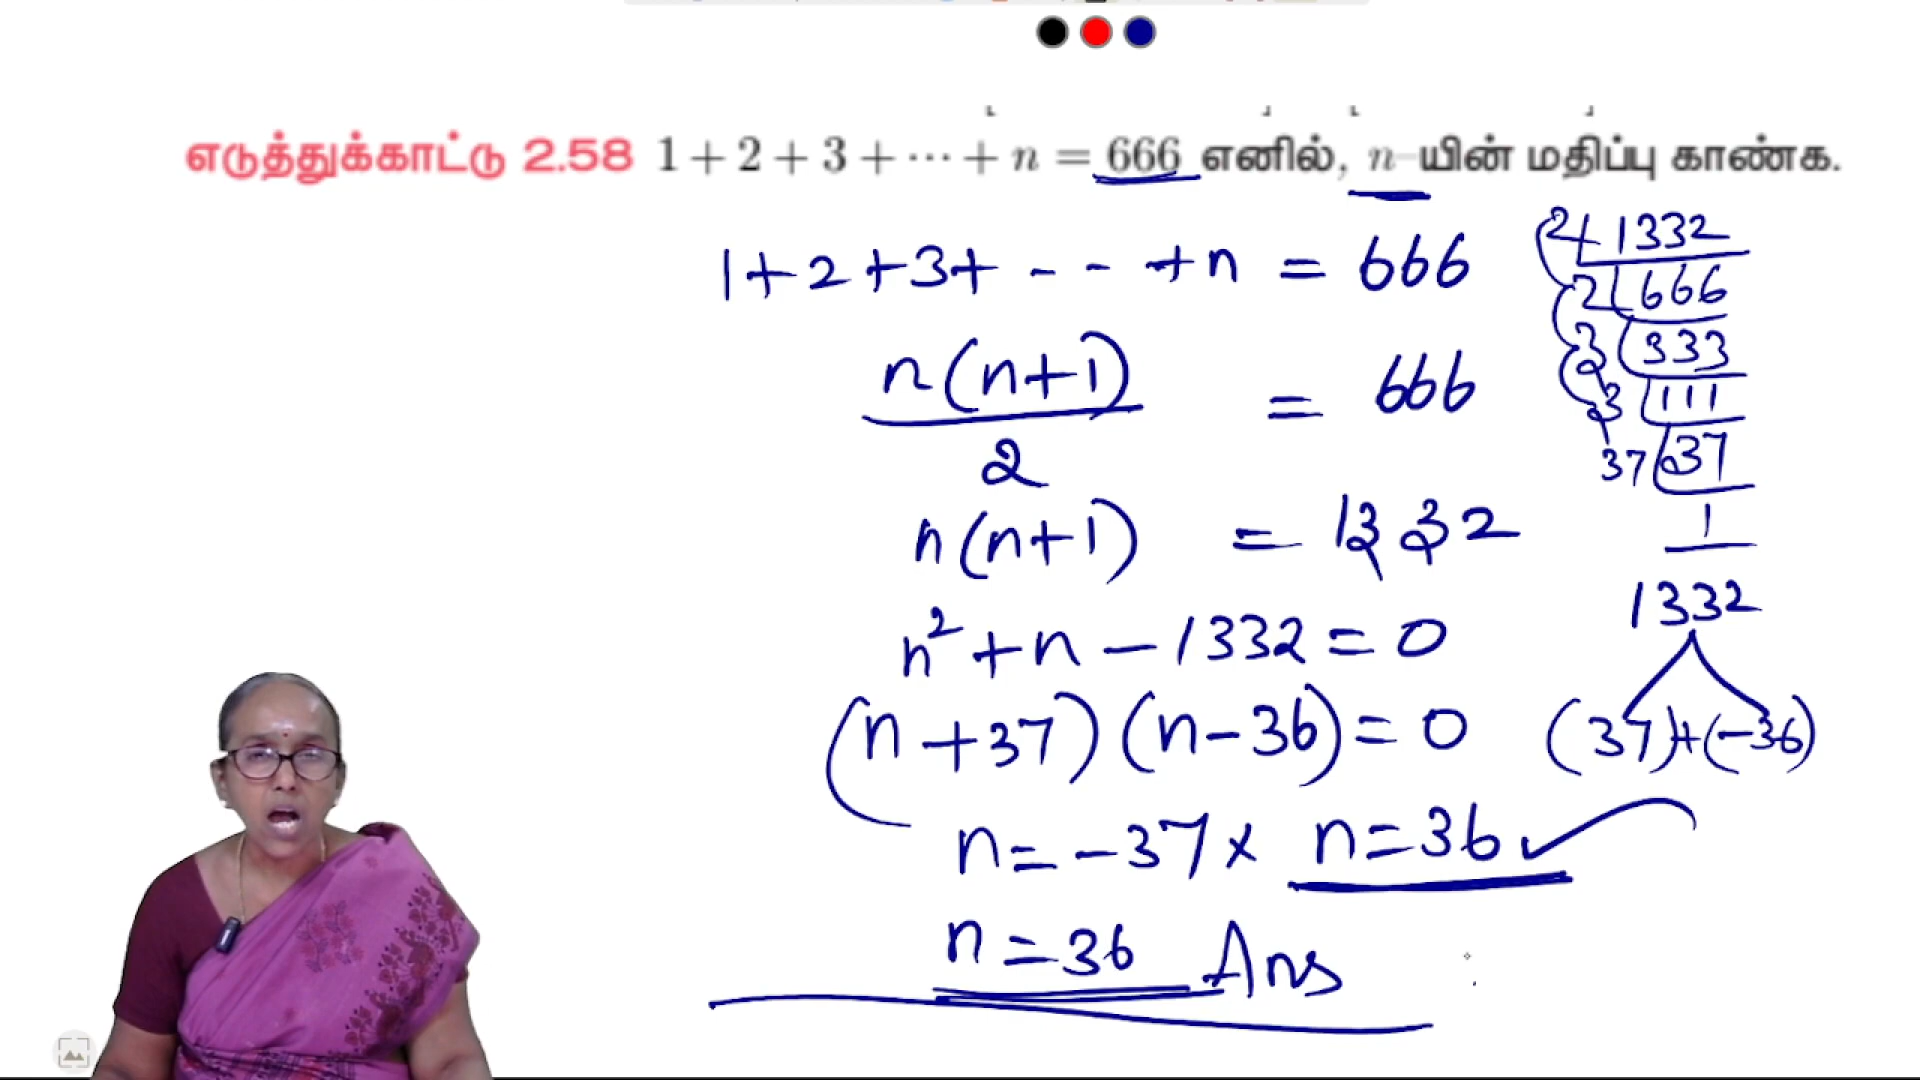 எடுத்துக்காட்டு 2.58 1 + 2 + 3 + ⋯ + n = 666 எனில், n யின் மதிப்பு காண்க.
1+2+3+ - - +n = 666
n(n+1)/2 = 666
n(n+1) = 1332
n²+n-1332=0
(n+37)(n-36)=0
n=-37× n=36✓
n=36 Ans
2 1332
2 666
3 333
3 111
37 37
1
1332
(37)+(-36)